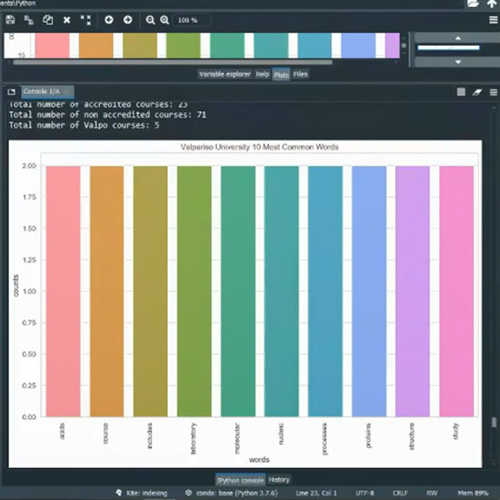 ents\Python
100 %
15
Variable explorer Help Plots Files
Console 1/A
Total number of accredited courses: 23
Total number of non accredited courses: 71
Total number of Valpo courses: 5
Valpariso University 10 Most Common Words
2.00
1.75
1.50
1.25
1.00
0.75
0.50
0.25
0.00
counts
acids
course
includes
laboratory
molecular
nucleic
processes
proteins
structure
study
words
IPython console History
Kite: indexing conda: base (Python 3.7.6) Line 23, Col 1 UTF-8 CRLF RW Mem 89%